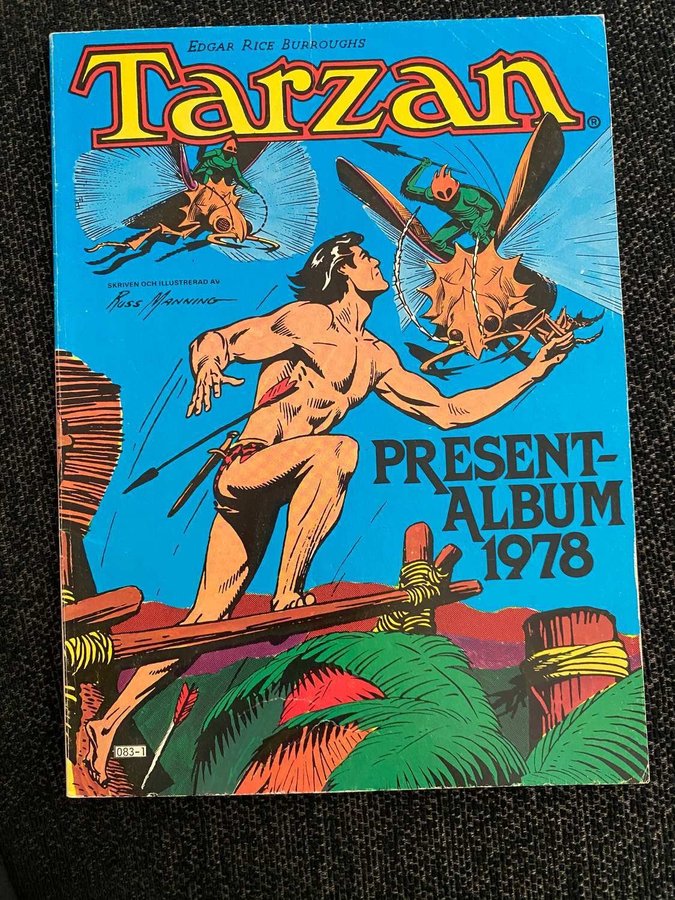 EDGAR RICE BURROUGHS
Tarzan®
SKRIVEN OCH ILLUSTRERAD AV
RUSS MANNING
PRESENT-
ALBUM
1978
083-1